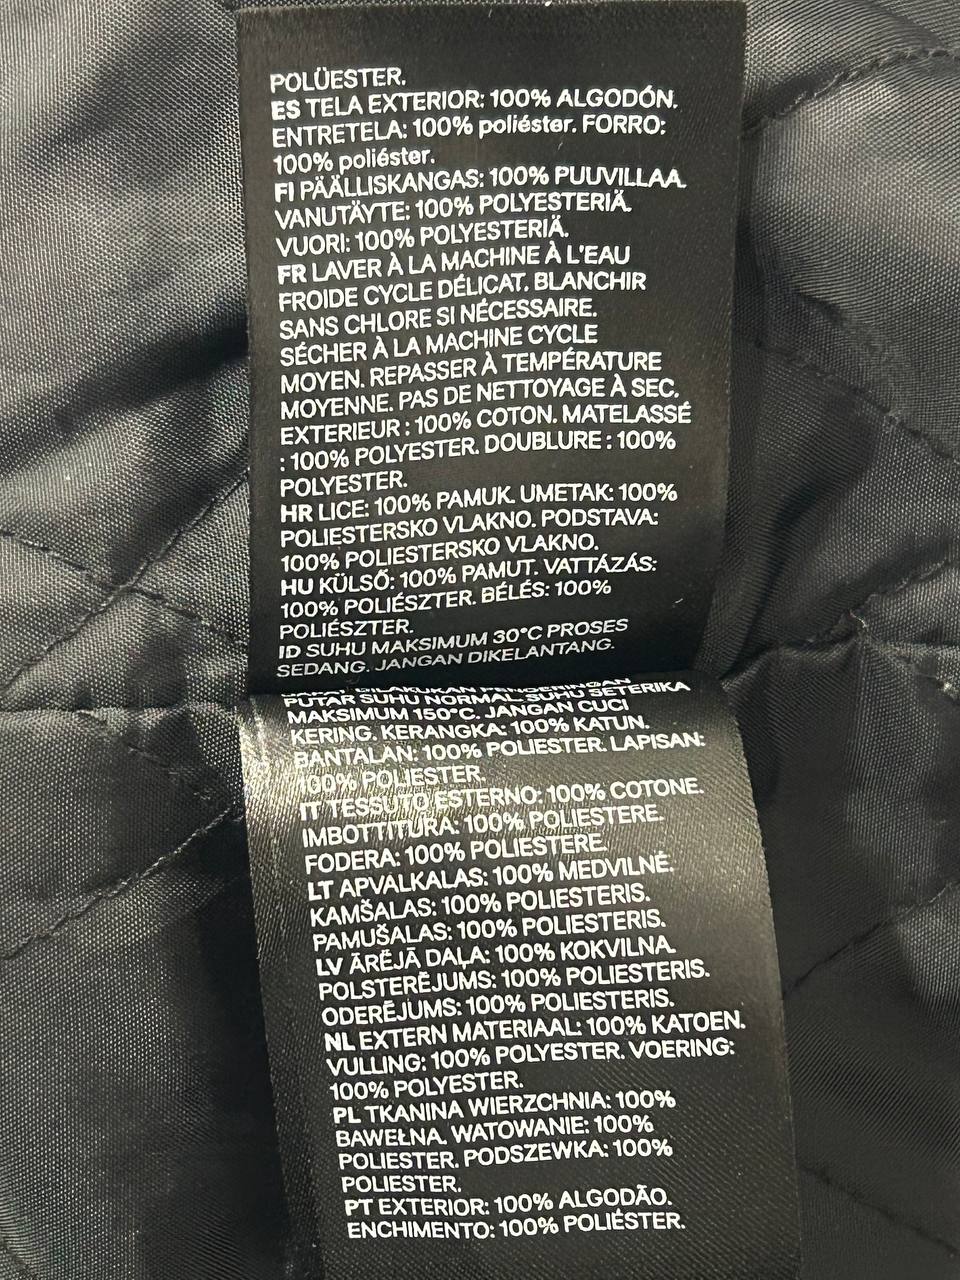 POLÜESTER.
ES TELA EXTERIOR: 100% ALGODÓN.
ENTRETELA: 100% poliéster. FORRO:
100% poliéster.
FI PÄÄLLISKANGAS: 100% PUUVILLAA.
VANUTÄYTE: 100% POLYESTERIÄ.
VUORI: 100% POLYESTERIÄ.
FR LAVER À LA MACHINE À L'EAU
FROIDE CYCLE DÉLICAT. BLANCHIR
SANS CHLORE SI NÉCESSAIRE.
SÉCHER À LA MACHINE CYCLE
MOYEN. REPASSER À TEMPÉRATURE
MOYENNE. PAS DE NETTOYAGE À SEC.
EXTERIEUR : 100% COTON. MATELASSÉ
: 100% POLYESTER. DOUBLURE : 100%
POLYESTER.
HR LICE: 100% PAMUK. UMETAK: 100%
POLIESTERSKO VLAKNO. PODSTAVA:
100% POLIESTERSKO VLAKNO.
HU KÜLSŐ: 100% PAMUT. VATTÁZÁS:
100% POLIÉSZTER. BÉLÉS: 100%
POLIÉSZTER.
ID SUHU MAKSIMUM 30°C PROSES
SEDANG. JANGAN DIKELANTANG.
DAPAT DILAKUKAN PENGERINGAN
PUTAR SUHU NORMAL. SUHU SETERIKA
MAKSIMUM 150°C. JANGAN CUCI
KERING. KERANGKA: 100% KATUN.
BANTALAN: 100% POLIESTER. LAPISAN:
100% POLIESTER.
IT TESSUTO ESTERNO: 100% COTONE.
IMBOTTITURA: 100% POLIESTERE.
FODERA: 100% POLIESTERE.
LT APVALKALAS: 100% MEDVILNĖ.
KAMŠALAS: 100% POLIESTERIS.
PAMUŠALAS: 100% POLIESTERIS.
LV ĀRĒJĀ DAĻA: 100% KOKVILNA.
POLSTERĒJUMS: 100% POLIESTERIS.
ODERĒJUMS: 100% POLIESTERIS.
NL EXTERN MATERIAAL: 100% KATOEN.
VULLING: 100% POLYESTER. VOERING:
100% POLYESTER.
PL TKANINA WIERZCHNIA: 100%
BAWEŁNA. WATOWANIE: 100%
POLIESTER. PODSZEWKA: 100%
POLIESTER.
PT EXTERIOR: 100% ALGODÃO.
ENCHIMENTO: 100% POLIÉSTER.